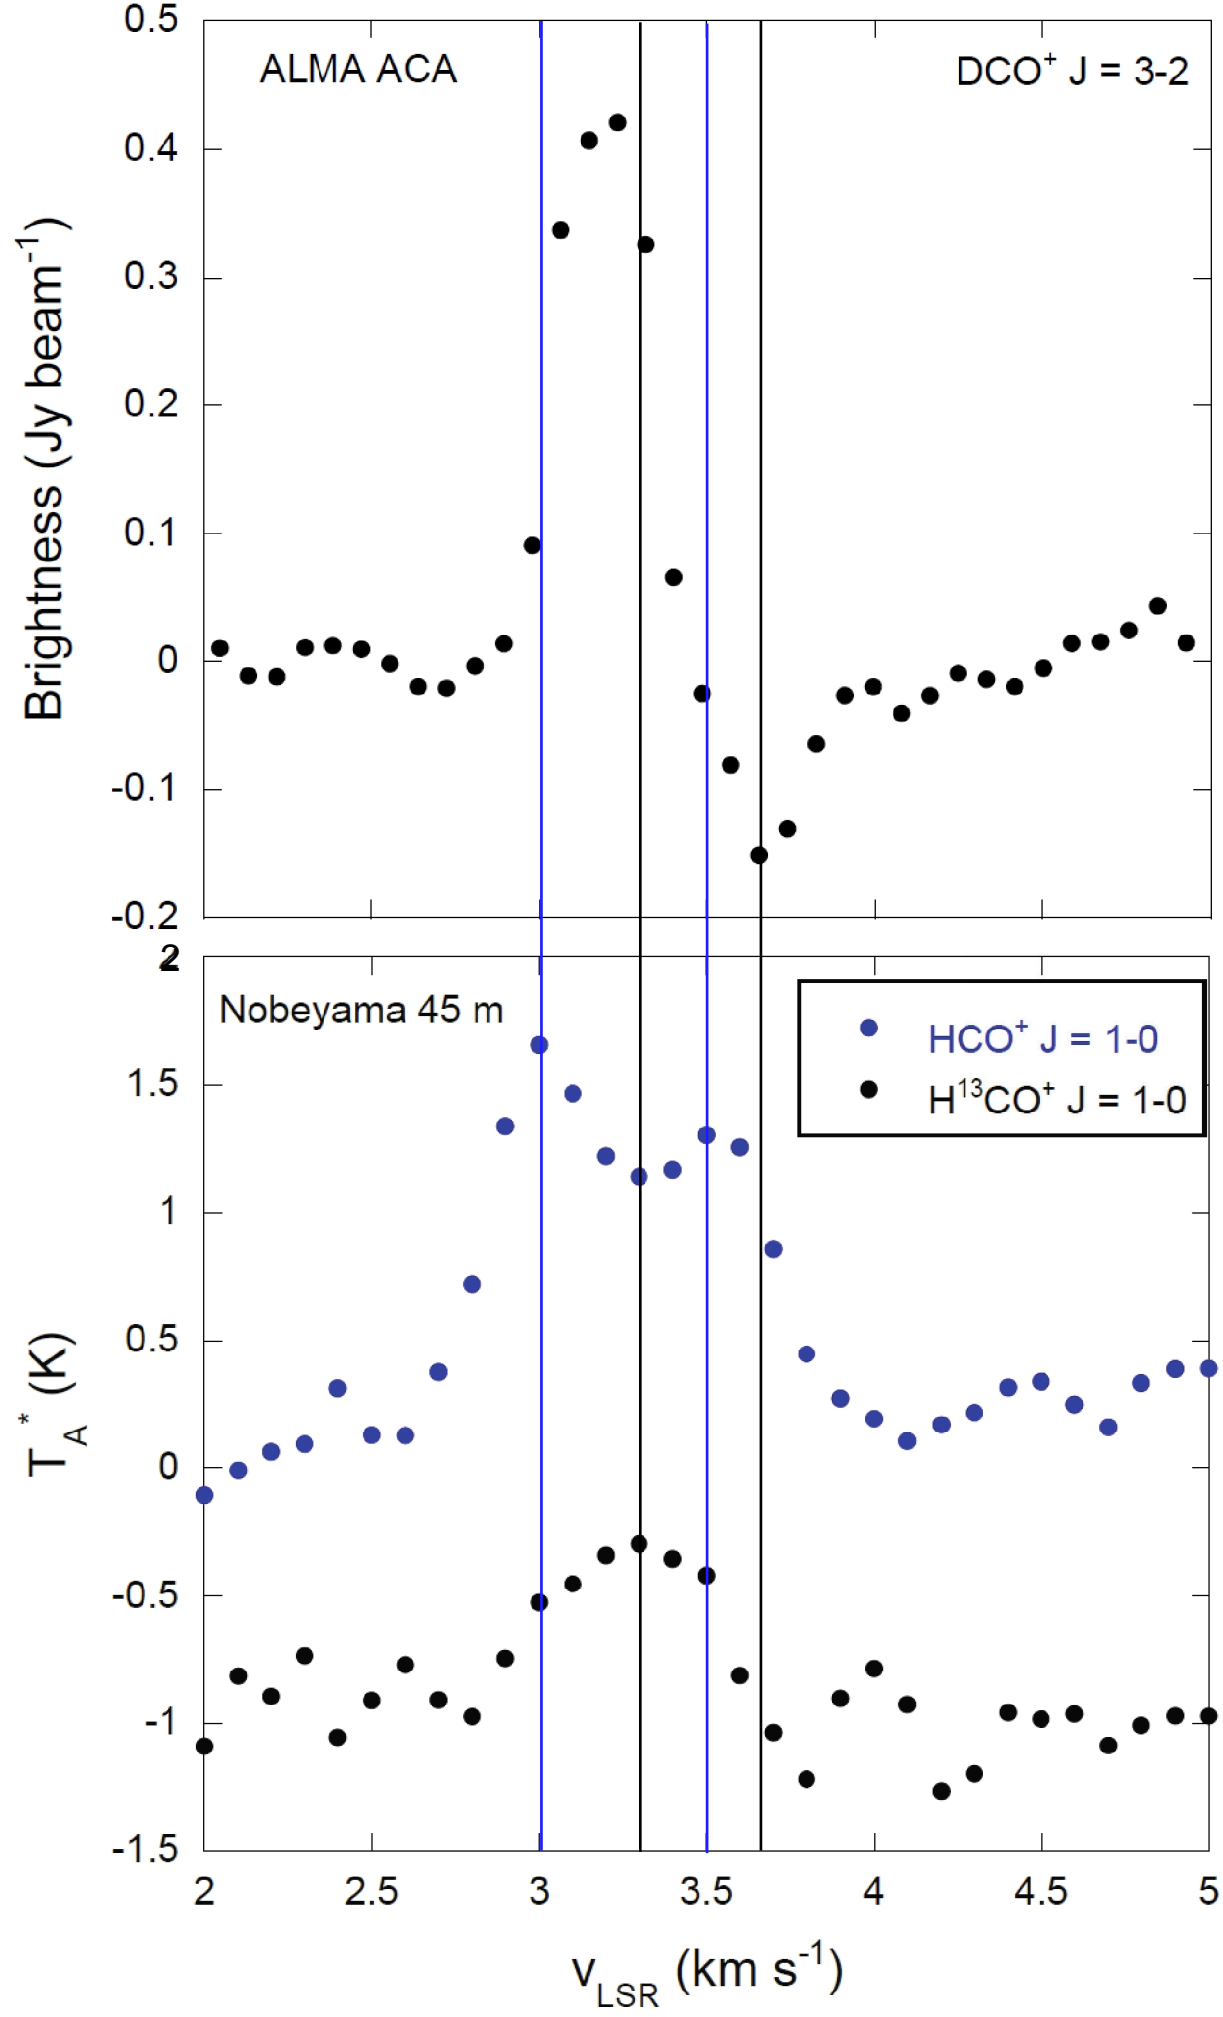 0.5
ALMA ACA
DCO⁺ J = 3-2
0.4
0.3
0.2
0.1
0
-0.1
-0.2
Brightness (Jy beam⁻¹)
2
Nobeyama 45 m
HCO⁺ J = 1-0
H¹³CO⁺ J = 1-0
1.5
1
0.5
0
-0.5
-1
-1.5
T_A* (K)
2 2.5 3 3.5 4 4.5 5
v_LSR (km s⁻¹)